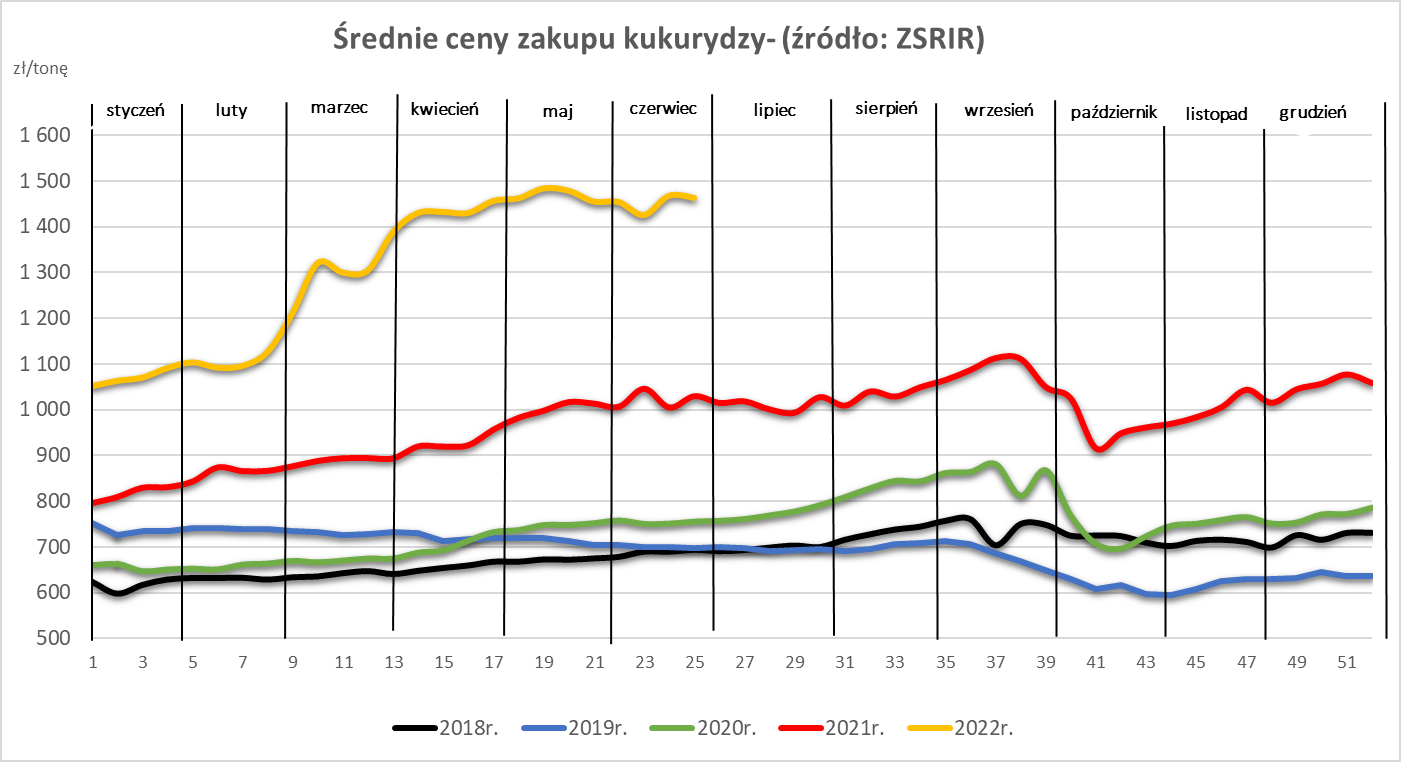 Średnie ceny zakupu kukurydzy- (źródło: ZSRIR)
zł/tonę
styczeń luty marzec kwiecień maj czerwiec lipiec sierpień wrzesień październik listopad grudzień
1 600
1 500
1 400
1 300
1 200
1 100
1 000
900
800
700
600
500
1 3 5 7 9 11 13 15 17 19 21 23 25 27 29 31 33 35 37 39 41 43 45 47 49 51
2018r. 2019r. 2020r. 2021r. 2022r.